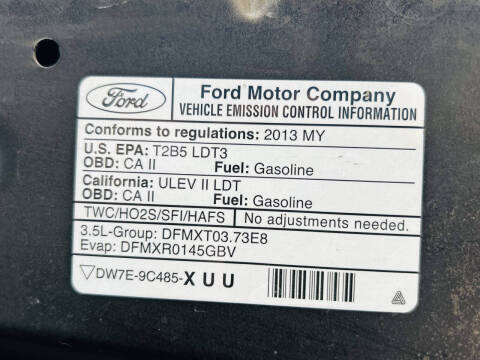 Ford
Ford Motor Company
VEHICLE EMISSION CONTROL INFORMATION
Conforms to regulations: 2013 MY
U.S. EPA: T2B5 LDT3
OBD: CA II Fuel: Gasoline
California: ULEV II LDT
OBD: CA II Fuel: Gasoline
TWC/HO2S/SFI/HAFS No adjustments needed.
3.5L-Group: DFMXT03.73E8
Evap: DFMXR0145GBV
▽DW7E-9C485-XUU